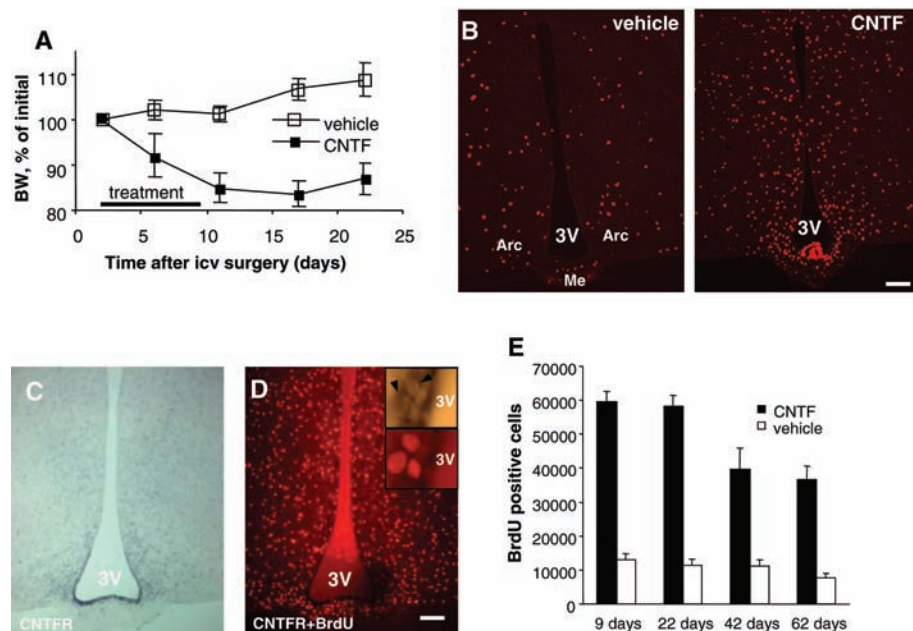 A
BW, % of initial
110
100
90
80
vehicle
CNTF
treatment
0 5 10 15 20 25
Time after icv surgery (days)
B
vehicle
CNTF
3V
Arc
Arc
Me
3V
C
3V
CNTFR
D
3V
3V
3V
CNTFR+BrdU
E
BrdU positive cells
70000
60000
50000
40000
30000
20000
10000
0
CNTF
vehicle
9 days 22 days 42 days 62 days